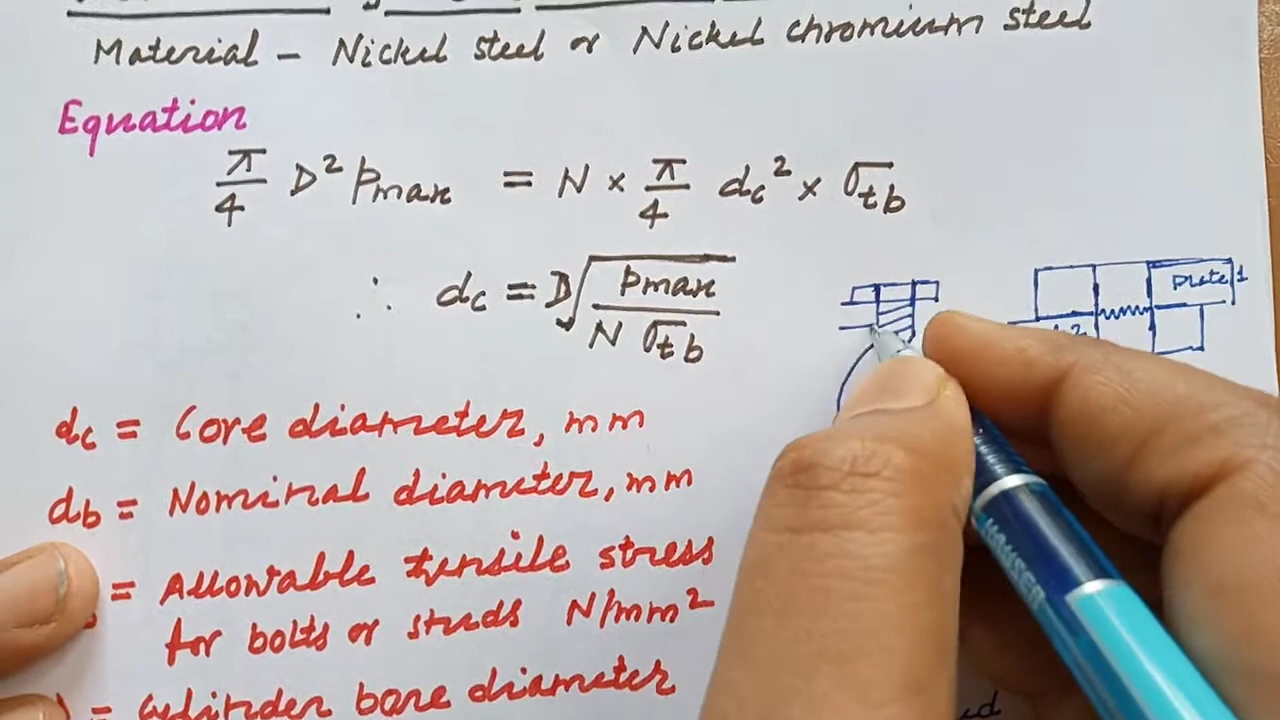 Material - Nickel steel or Nickel chromium steel
Equation
π/4 D² pmax = N × π/4 dc² × σtb
∴ dc = D√(pmax / N σtb)
Plate 1
dc = Core diameter, mm
db = Nominal diameter, mm
= Allowable tensile stress
for bolts or studs N/mm²
= Cylinder bore diameter